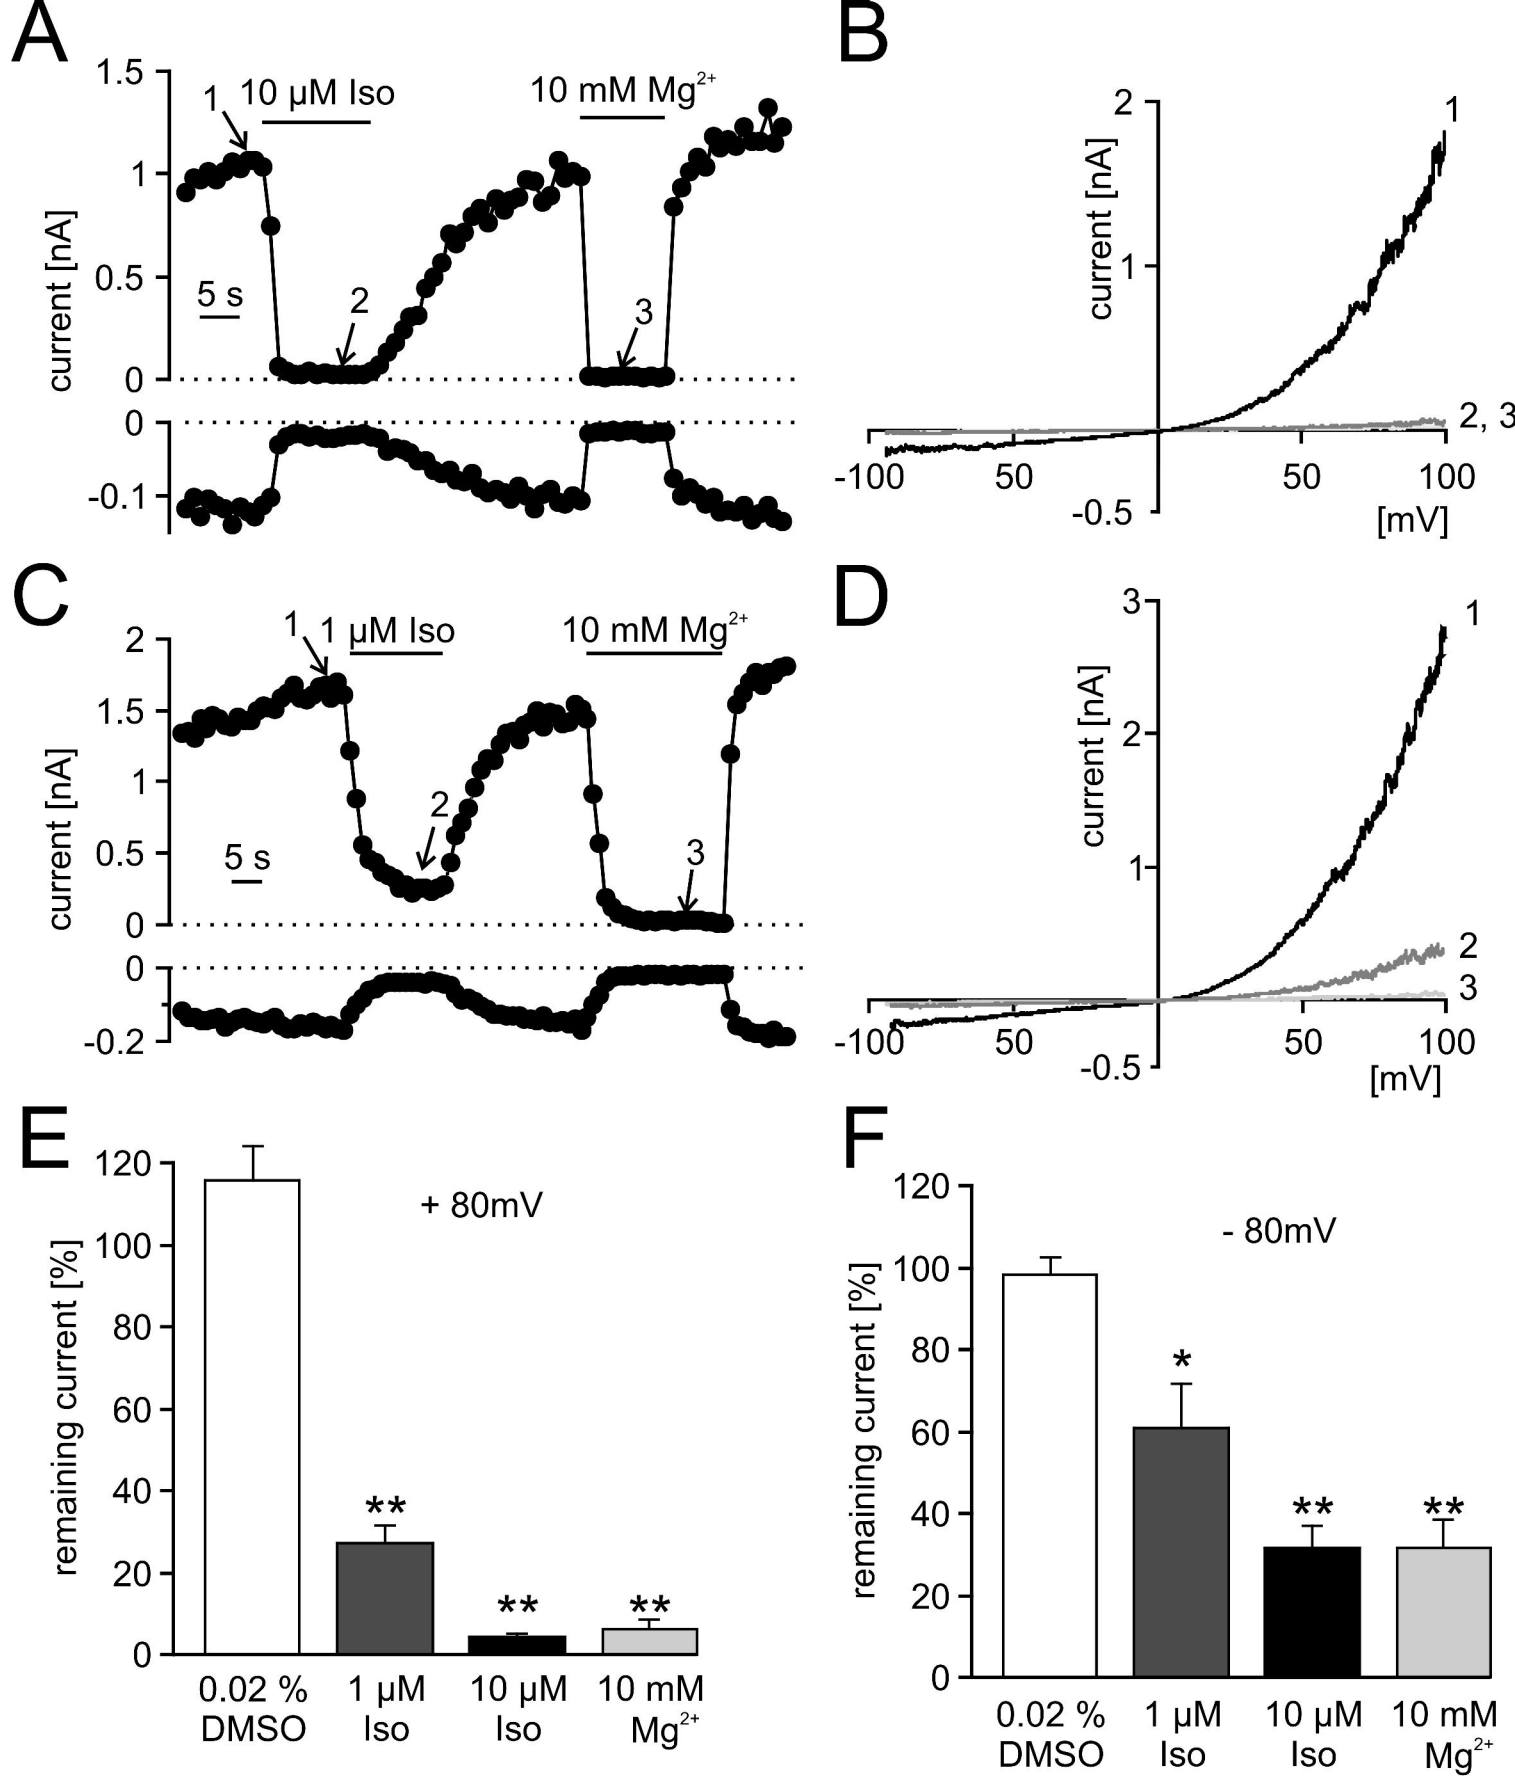 A
1.5
1
0.5
0
0
-0.1
current [nA]
1
10 µM Iso
10 mM Mg²⁺
5 s
2
3
B
2
1
-0.5
current [nA]
1
2, 3
-100
50
50
100
[mV]
C
2
1.5
1
0.5
0
0
-0.2
current [nA]
1
1 µM Iso
10 mM Mg²⁺
5 s
2
3
D
3
2
1
-0.5
current [nA]
1
2
3
-100
50
50
100
[mV]
E
120
100
80
60
40
20
0
remaining current [%]
+ 80mV
**
**
**
0.02 %
DMSO
1 µM
Iso
10 µM
Iso
10 mM
Mg²⁺
F
120
100
80
60
40
20
0
remaining current [%]
- 80mV
*
**
**
0.02 %
DMSO
1 µM
Iso
10 µM
Iso
10 mM
Mg²⁺